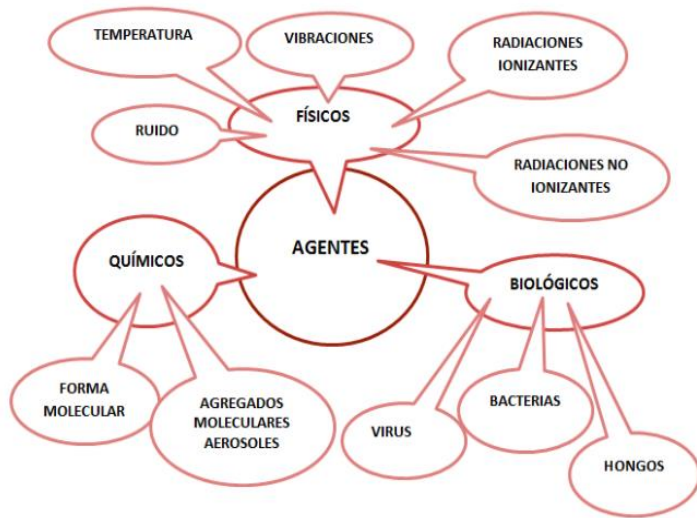 TEMPERATURA
VIBRACIONES
RADIACIONES
IONIZANTES
RUIDO
FÍSICOS
RADIACIONES NO
IONIZANTES
AGENTES
QUÍMICOS
BIOLÓGICOS
FORMA
MOLECULAR
AGREGADOS
MOLECULARES
AEROSOLES
VIRUS
BACTERIAS
HONGOS